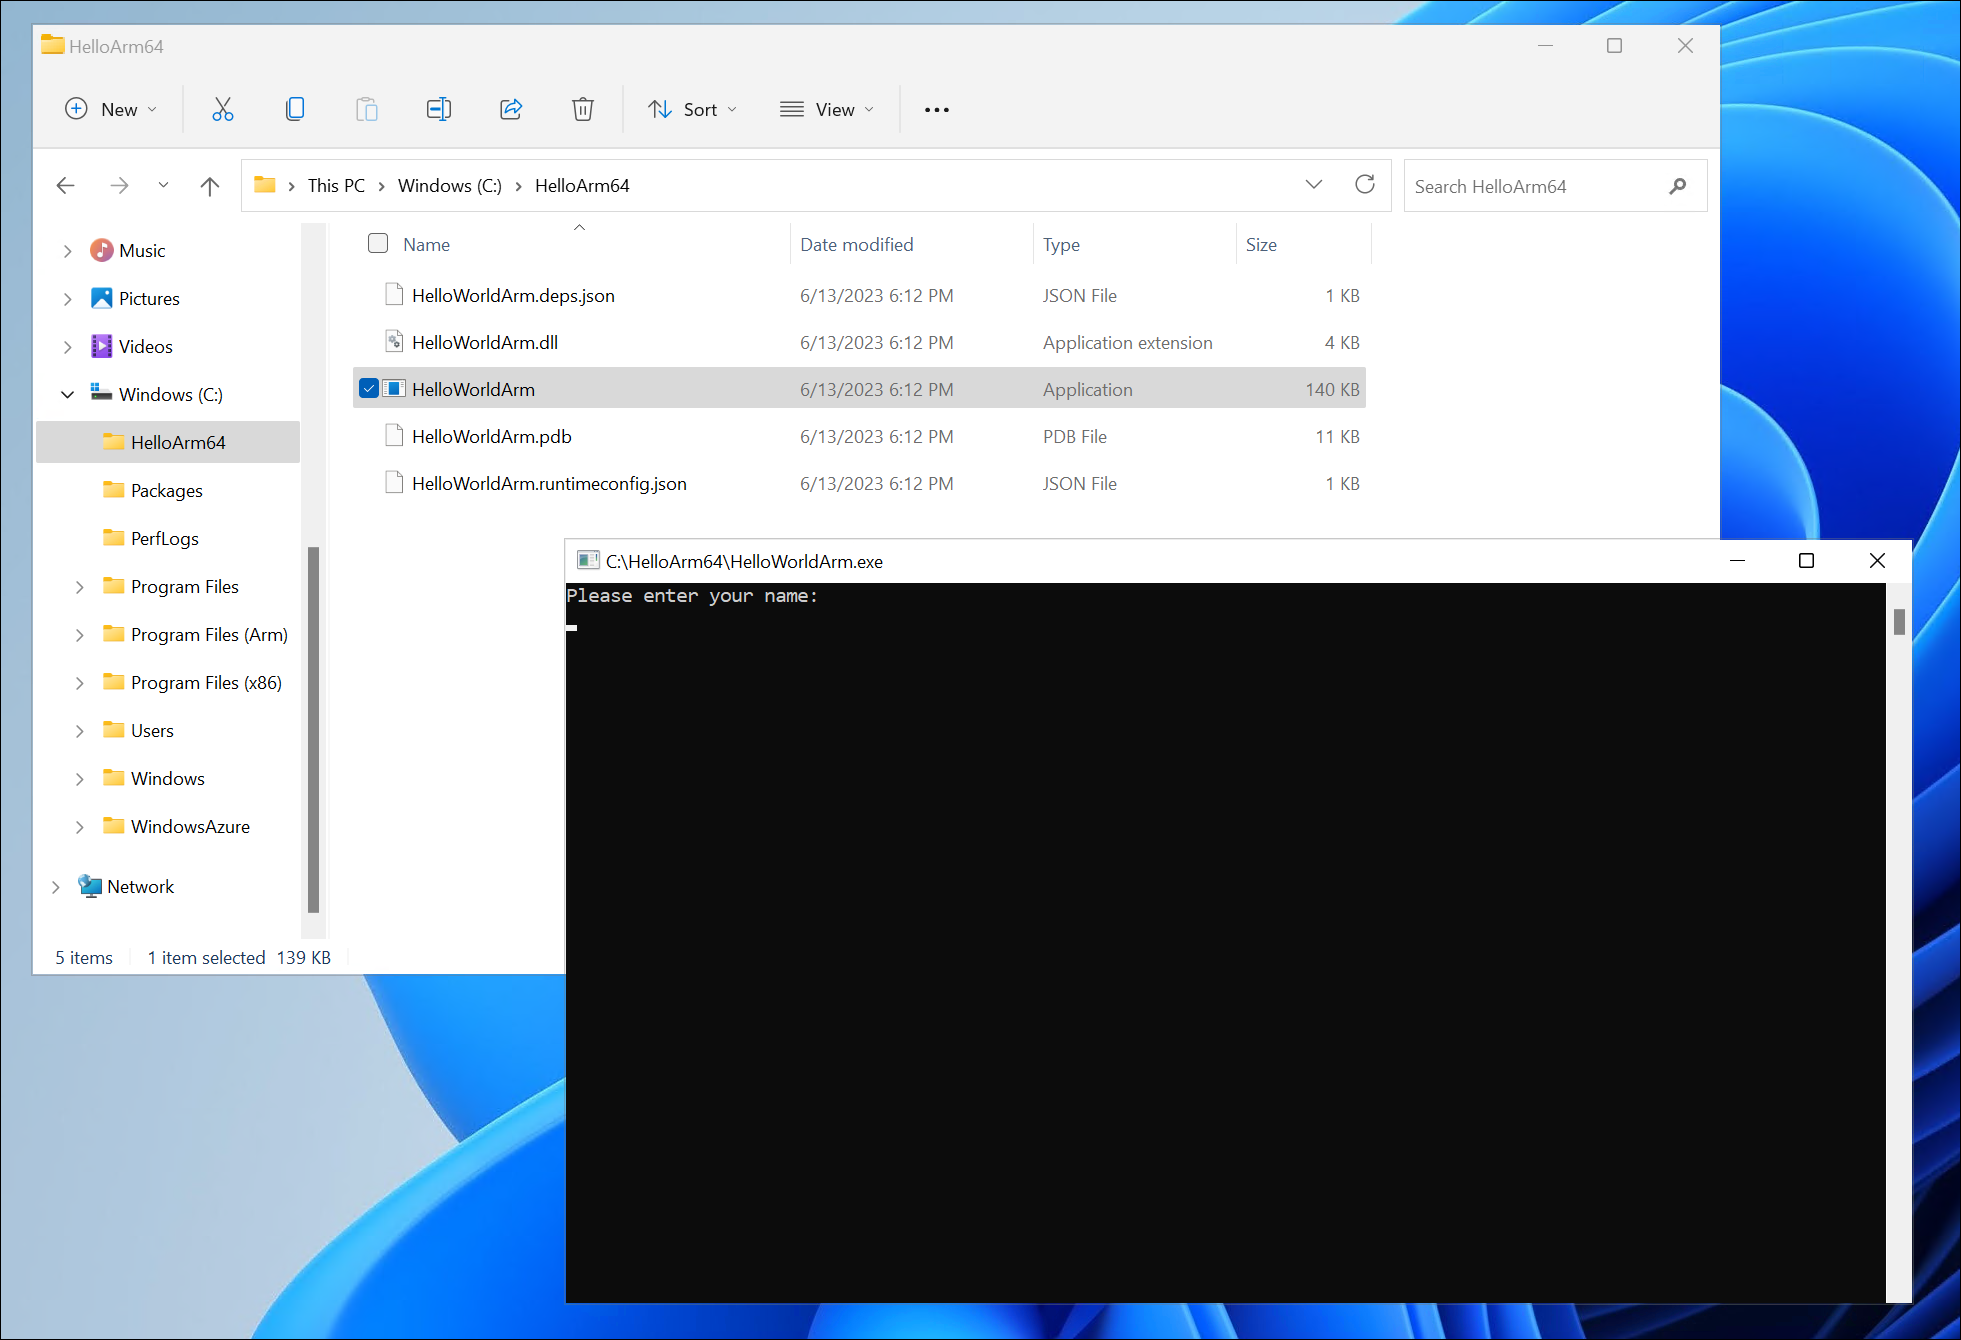 HelloArm64
New Sort View
This PC Windows (C:) HelloArm64 Search HelloArm64
Music
Pictures
Videos
Windows (C:)
HelloArm64
Packages
PerfLogs
Program Files
Program Files (Arm)
Program Files (x86)
Users
Windows
WindowsAzure
Network
Name Date modified Type Size
HelloWorldArm.deps.json 6/13/2023 6:12 PM JSON File 1 KB
HelloWorldArm.dll 6/13/2023 6:12 PM Application extension 4 KB
HelloWorldArm 6/13/2023 6:12 PM Application 140 KB
HelloWorldArm.pdb 6/13/2023 6:12 PM PDB File 11 KB
HelloWorldArm.runtimeconfig.json 6/13/2023 6:12 PM JSON File 1 KB
5 items 1 item selected 139 KB
C:\HelloArm64\HelloWorldArm.exe
Please enter your name: